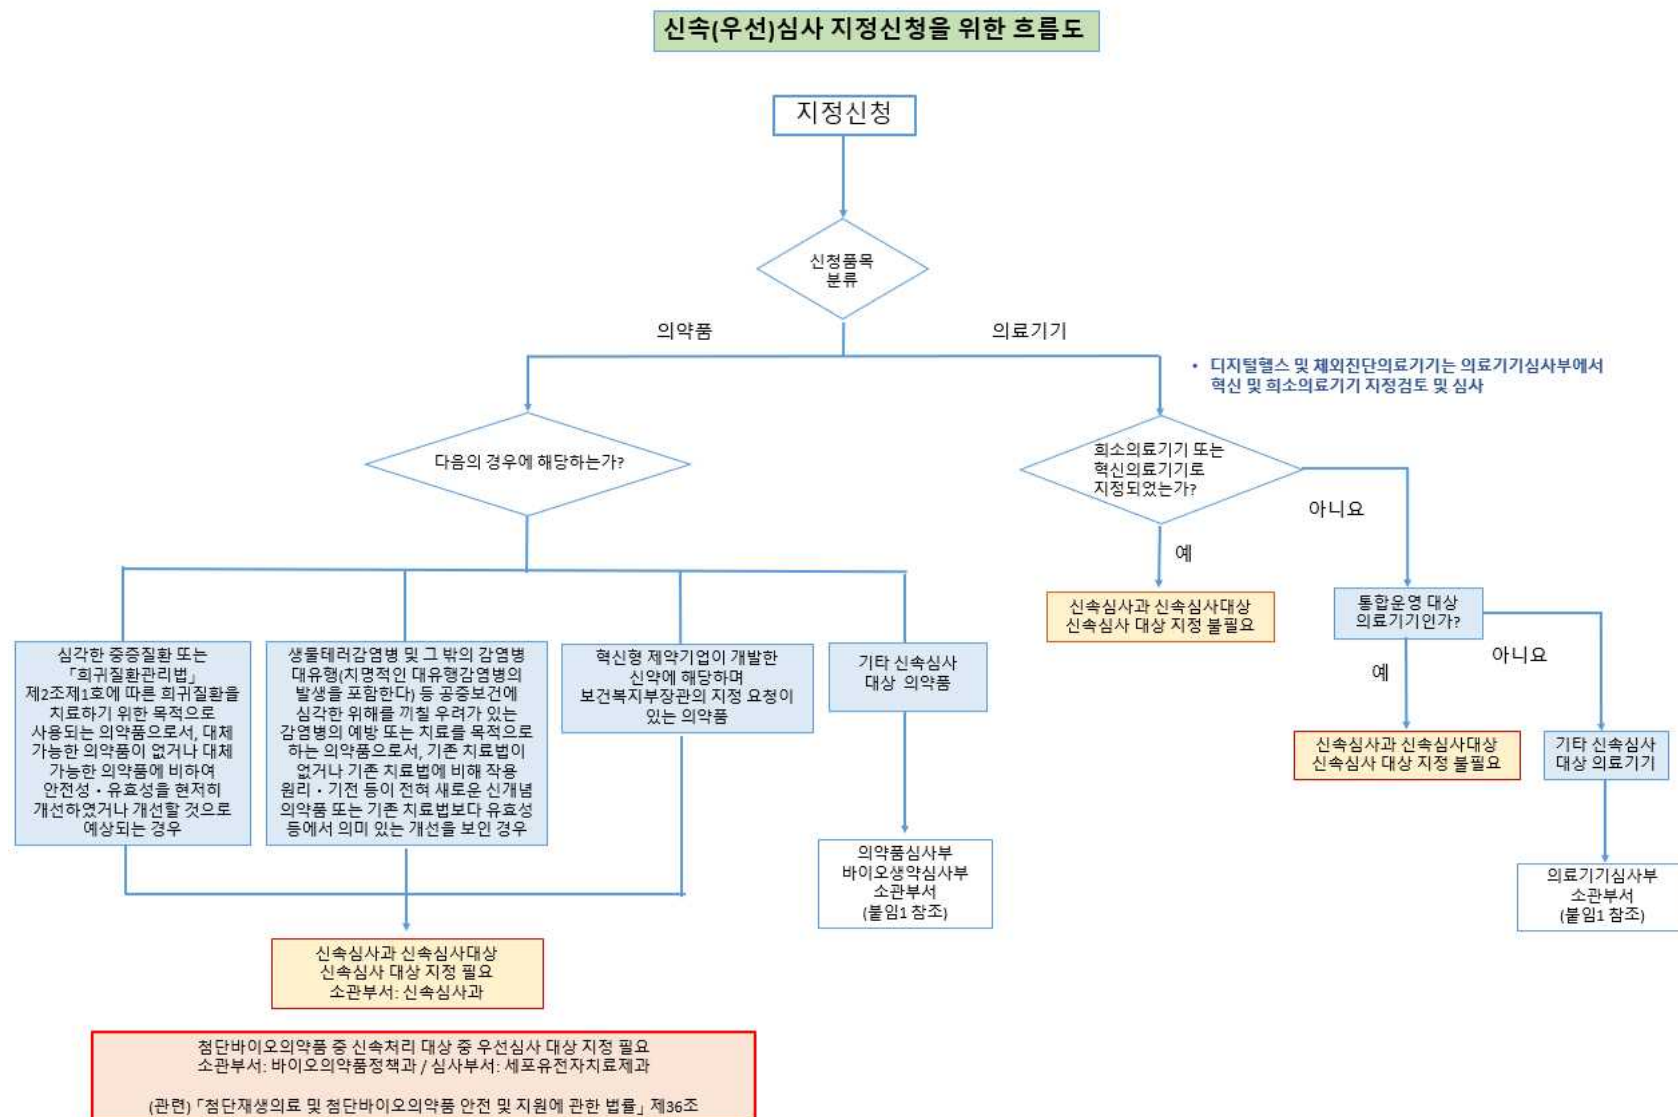 신속(우선)심사 지정신청을 위한 흐름도
지정신청
신청품목
분류
의약품
의료기기
• 디지털헬스 및 체외진단의료기기는 의료기기심사부에서
혁신 및 희소의료기기 지정검토 및 심사
다음의 경우에 해당하는가?
희소의료기기 또는
혁신의료기기로
지정되었는가?
아니요
예
신속심사과 신속심사대상
신속심사 대상 지정 불필요
통합운영 대상
의료기기인가?
아니요
예
심각한 중증질환 또는
「희귀질환관리법」
제2조제1호에 따른 희귀질환을
치료하기 위한 목적으로
사용되는 의약품으로서, 대체
가능한 의약품이 없거나 대체
가능한 의약품에 비하여
안전성・유효성을 현저히
개선하였거나 개선할 것으로
예상되는 경우
생물테러감염병 및 그 밖의 감염병
대유행(치명적인 대유행감염병의
발생을 포함한다) 등 공중보건에
심각한 위해를 끼칠 우려가 있는
감염병의 예방 또는 치료를 목적으로
하는 의약품으로서, 기존 치료법이
없거나 기존 치료법에 비해 작용
원리・기전 등이 전혀 새로운 신개념
의약품 또는 기존 치료법보다 유효성
등에서 의미 있는 개선을 보인 경우
혁신형 제약기업이 개발한
신약에 해당하며
보건복지부장관의 지정 요청이
있는 의약품
기타 신속심사
대상 의약품
신속심사과 신속심사대상
신속심사 대상 지정 불필요
기타 신속심사
대상 의료기기
의약품심사부
바이오생약심사부
소관부서
(붙임1 참조)
의료기기심사부
소관부서
(붙임1 참조)
신속심사과 신속심사대상
신속심사 대상 지정 필요
소관부서: 신속심사과
첨단바이오의약품 중 신속처리 대상 중 우선심사 대상 지정 필요
소관부서: 바이오의약품정책과 / 심사부서: 세포유전자치료제과
(관련) 「첨단재생의료 및 첨단바이오의약품 안전 및 지원에 관한 법률」 제36조